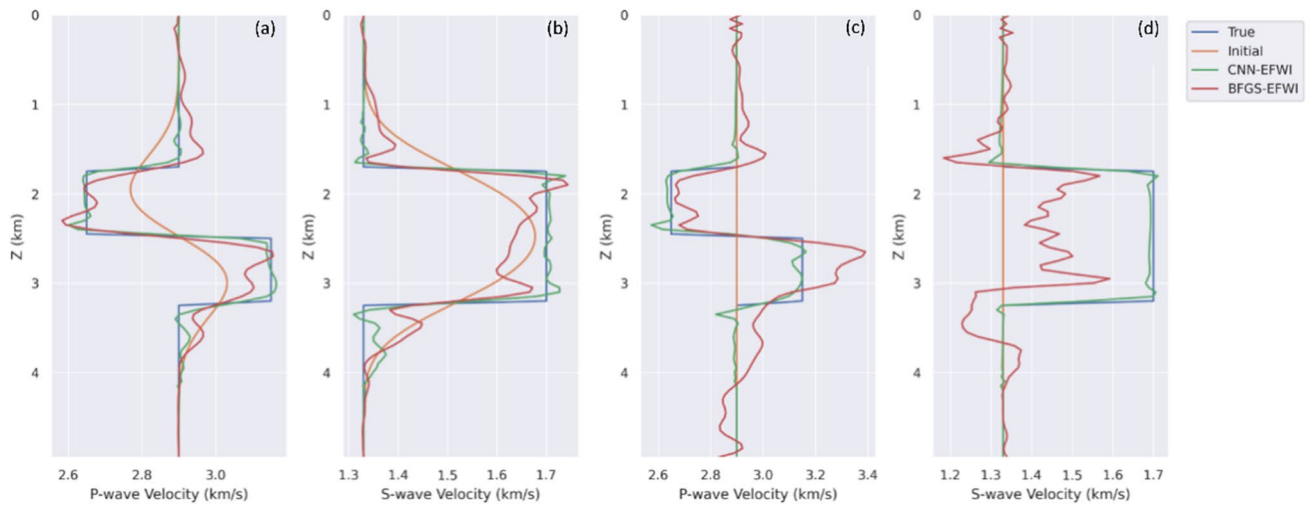 (a)
0
1
2
3
4
Z (km)
2.6 2.8 3.0
P-wave Velocity (km/s)
(b)
0
1
2
3
4
Z (km)
1.3 1.4 1.5 1.6 1.7
S-wave Velocity (km/s)
(c)
0
1
2
3
4
Z (km)
2.6 2.8 3.0 3.2 3.4
P-wave Velocity (km/s)
(d)
0
1
2
3
4
Z (km)
1.2 1.3 1.4 1.5 1.6 1.7
S-wave Velocity (km/s)
True
Initial
CNN-EFWI
BFGS-EFWI